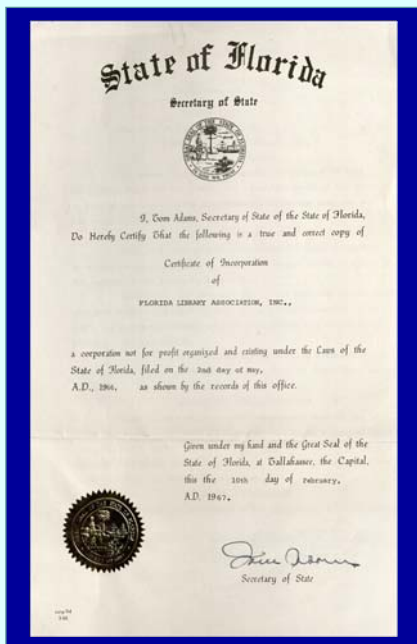 State of Florida
Secretary of State
I, Tom Adams, Secretary of State of the State of Florida,
Do Hereby Certify That the following is a true and correct copy of
Certificate of Incorporation
of
FLORIDA LIBRARY ASSOCIATION, INC.,
a corporation not for profit organized and existing under the Laws of the
State of Florida, filed on the 2nd day of May,
A.D., 1966, as shown by the records of this office.
Given under my hand and the Great Seal of the
State of Florida, at Tallahassee, the Capital,
this the 10th day of February,
A.D. 1967.
Tom Adams
Secretary of State